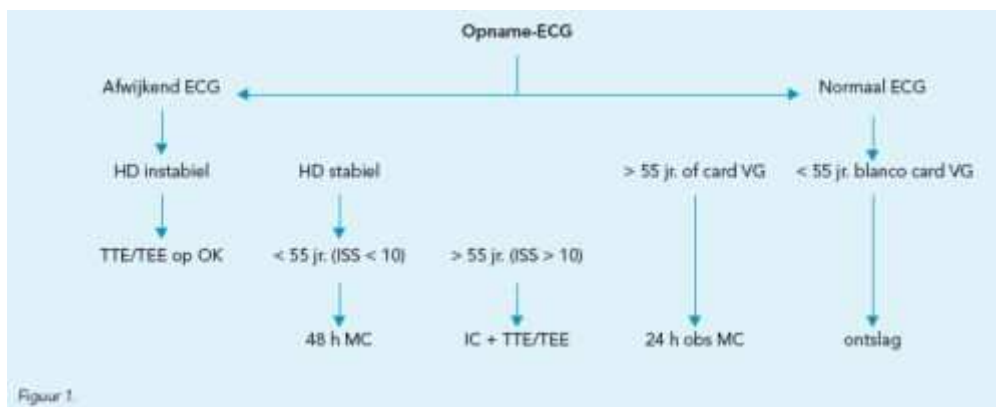 Opname-ECG
Afwijkend ECG
Normaal ECG
HD instabiel
HD stabiel
> 55 jr. of card VG
< 55 jr. blanco card VG
TTE/TEE op OK
< 55 jr. (ISS < 10)
> 55 jr. (ISS > 10)
48 h MC
IC + TTE/TEE
24 h obs MC
ontslag
Figuur 1.